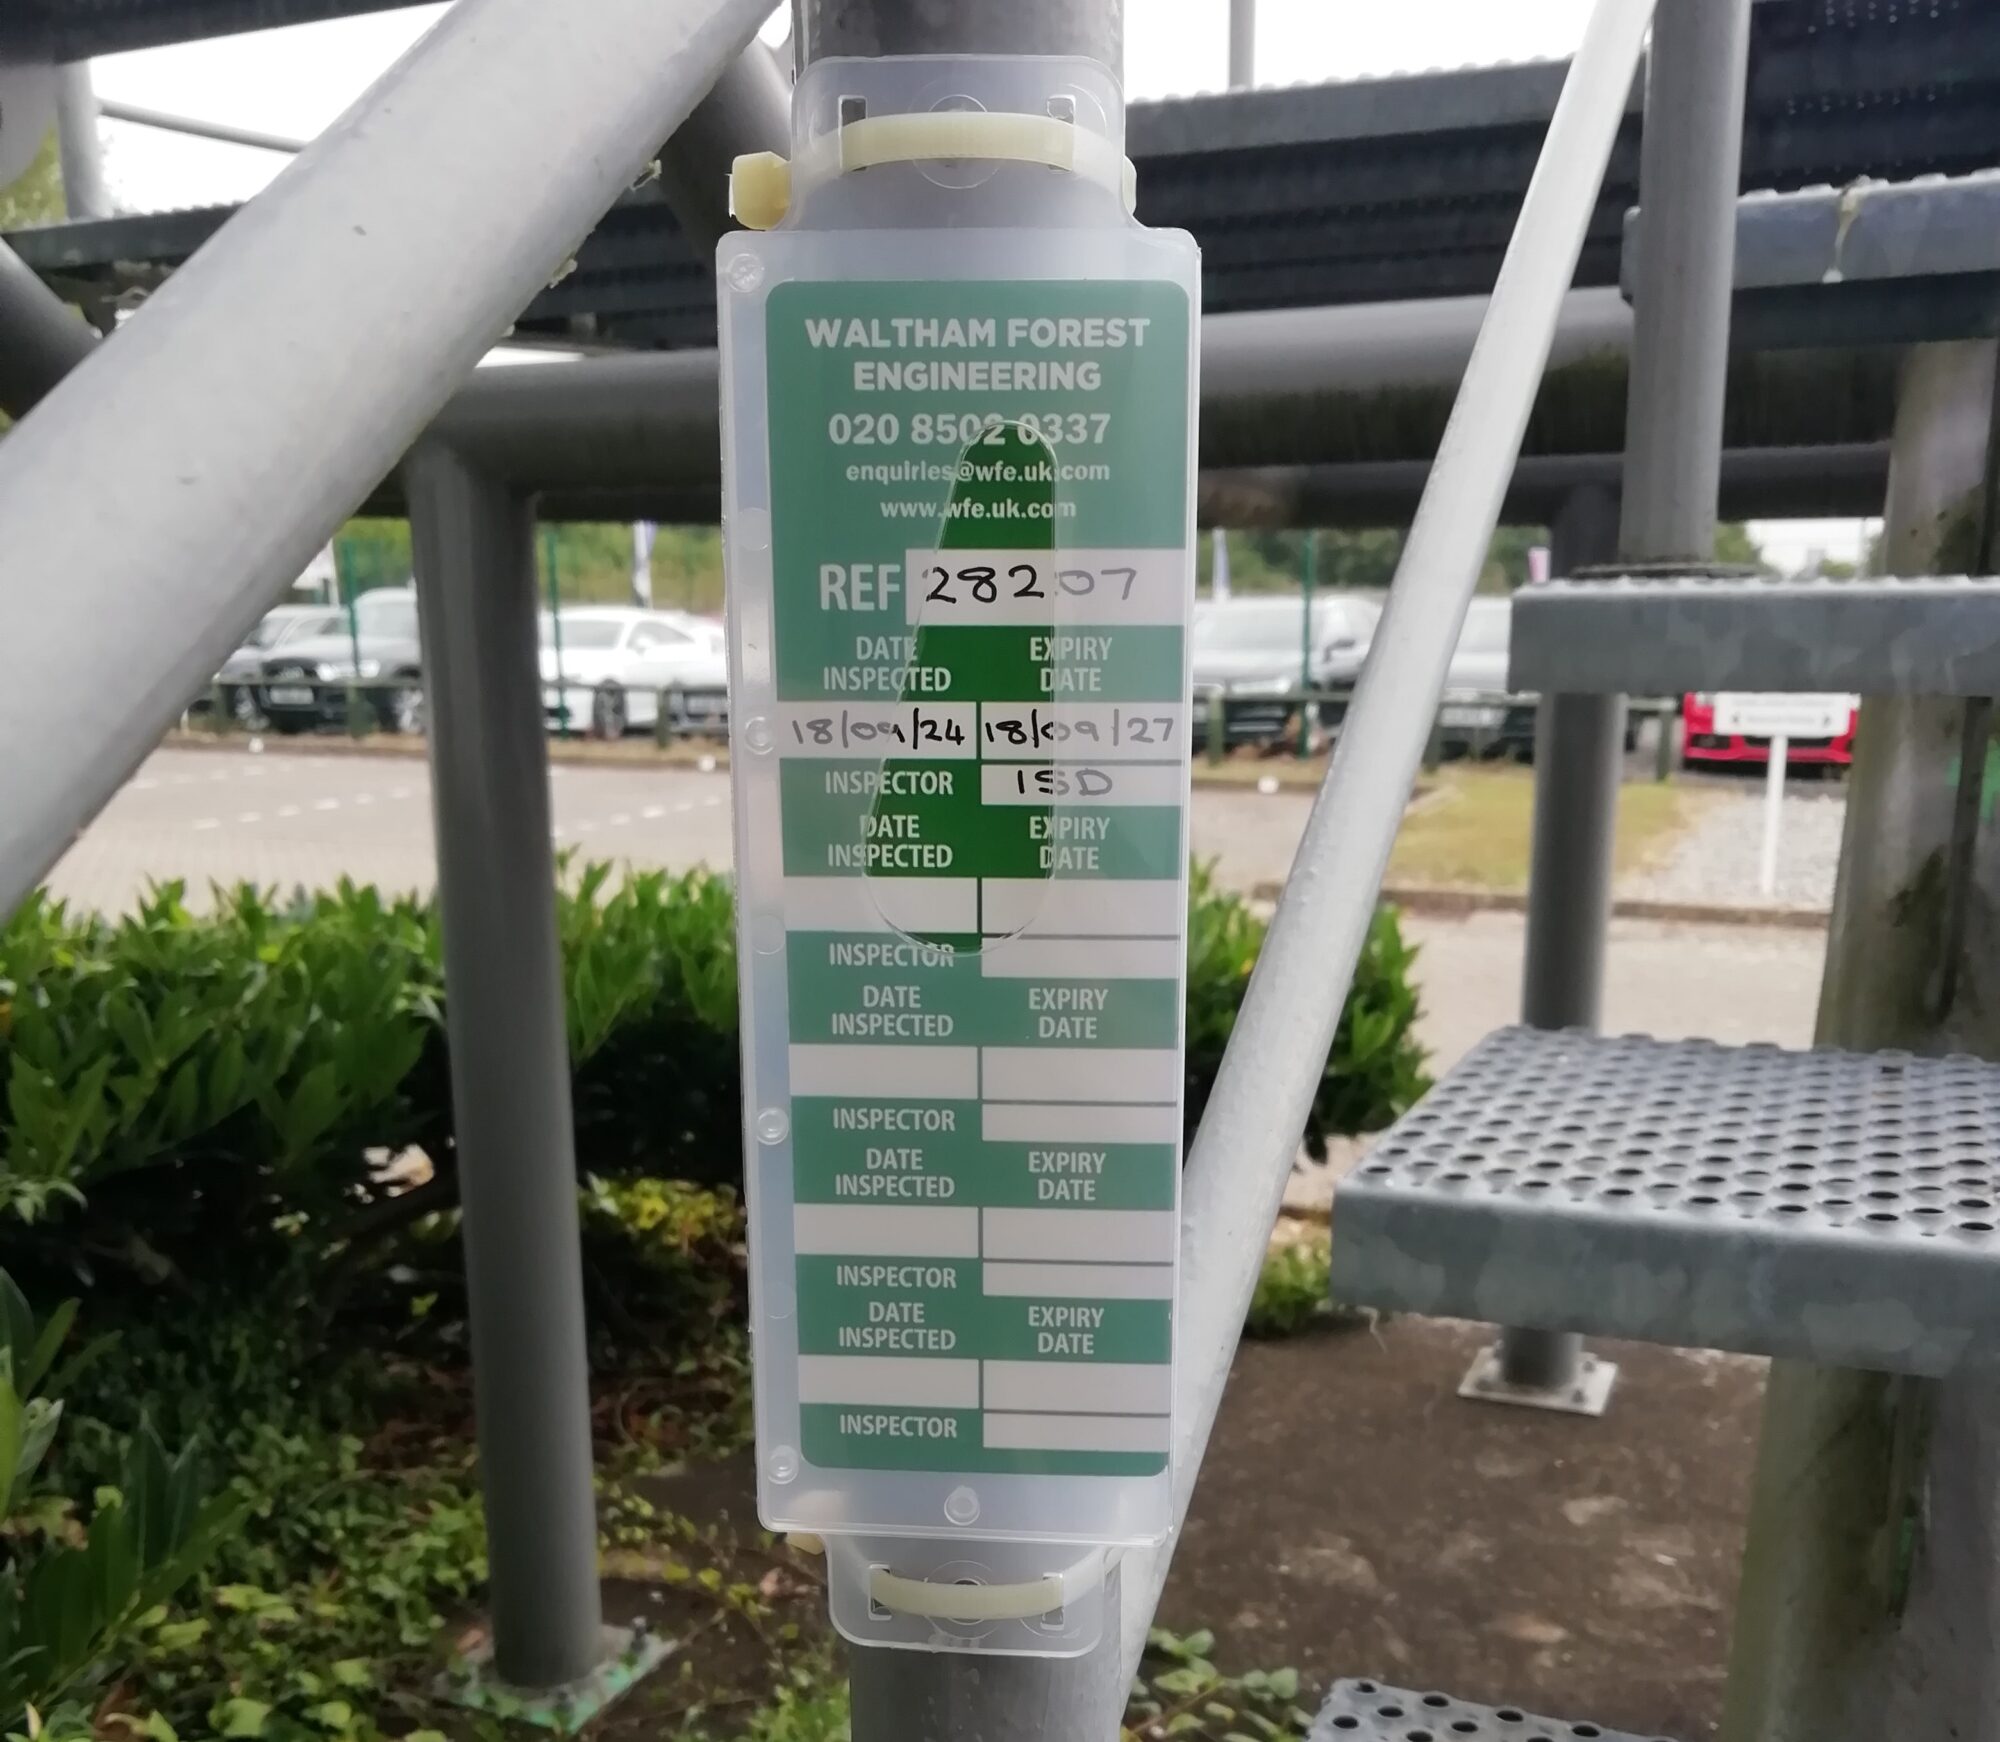 WALTHAM FOREST
ENGINEERING
020 8502 0337
enquiries@wfe.uk.com
www.wfe.uk.com
REF 28207
DATE INSPECTED EXPIRY DATE
18/09/24 18/09/27
INSPECTOR ISD
DATE INSPECTED EXPIRY DATE
INSPECTOR
DATE INSPECTED EXPIRY DATE
INSPECTOR
DATE INSPECTED EXPIRY DATE
INSPECTOR
DATE INSPECTED EXPIRY DATE
INSPECTOR